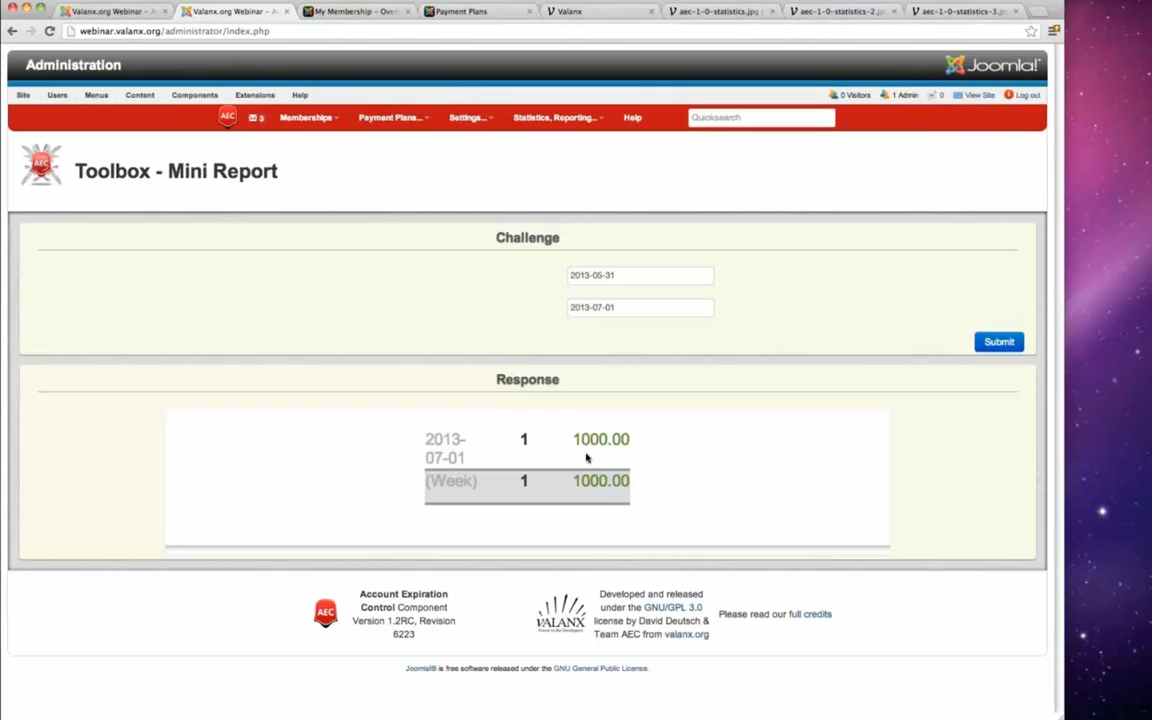 Valanx.org Webinar – A
Valanx.org Webinar – A
My Membership – Over
Payment Plans
Valanx
aec-1-0-statistics.jpg (
aec-1-0-statistics-2.jp
aec-1-0-statistics-3.jp
webinar.valanx.org/administrator/index.php
Administration
Joomla!®
Site Users Menus Content Components Extensions Help
0 Visitors 1 Admin 0 View Site Log out
AEC 3 Memberships Payment Plans... Settings... Statistics, Reporting... Help Quicksearch
AEC
Toolbox - Mini Report
Challenge
2013-05-31
2013-07-01
Submit
Response
2013-07-01 1 1000.00
(Week) 1 1000.00
AEC
Account Expiration
Control Component
Version 1.2RC, Revision
6223
VALANX
Developed and released
under the GNU/GPL 3.0
license by David Deutsch &
Team AEC from valanx.org
Please read our full credits
Joomla!® is free software released under the GNU General Public License.